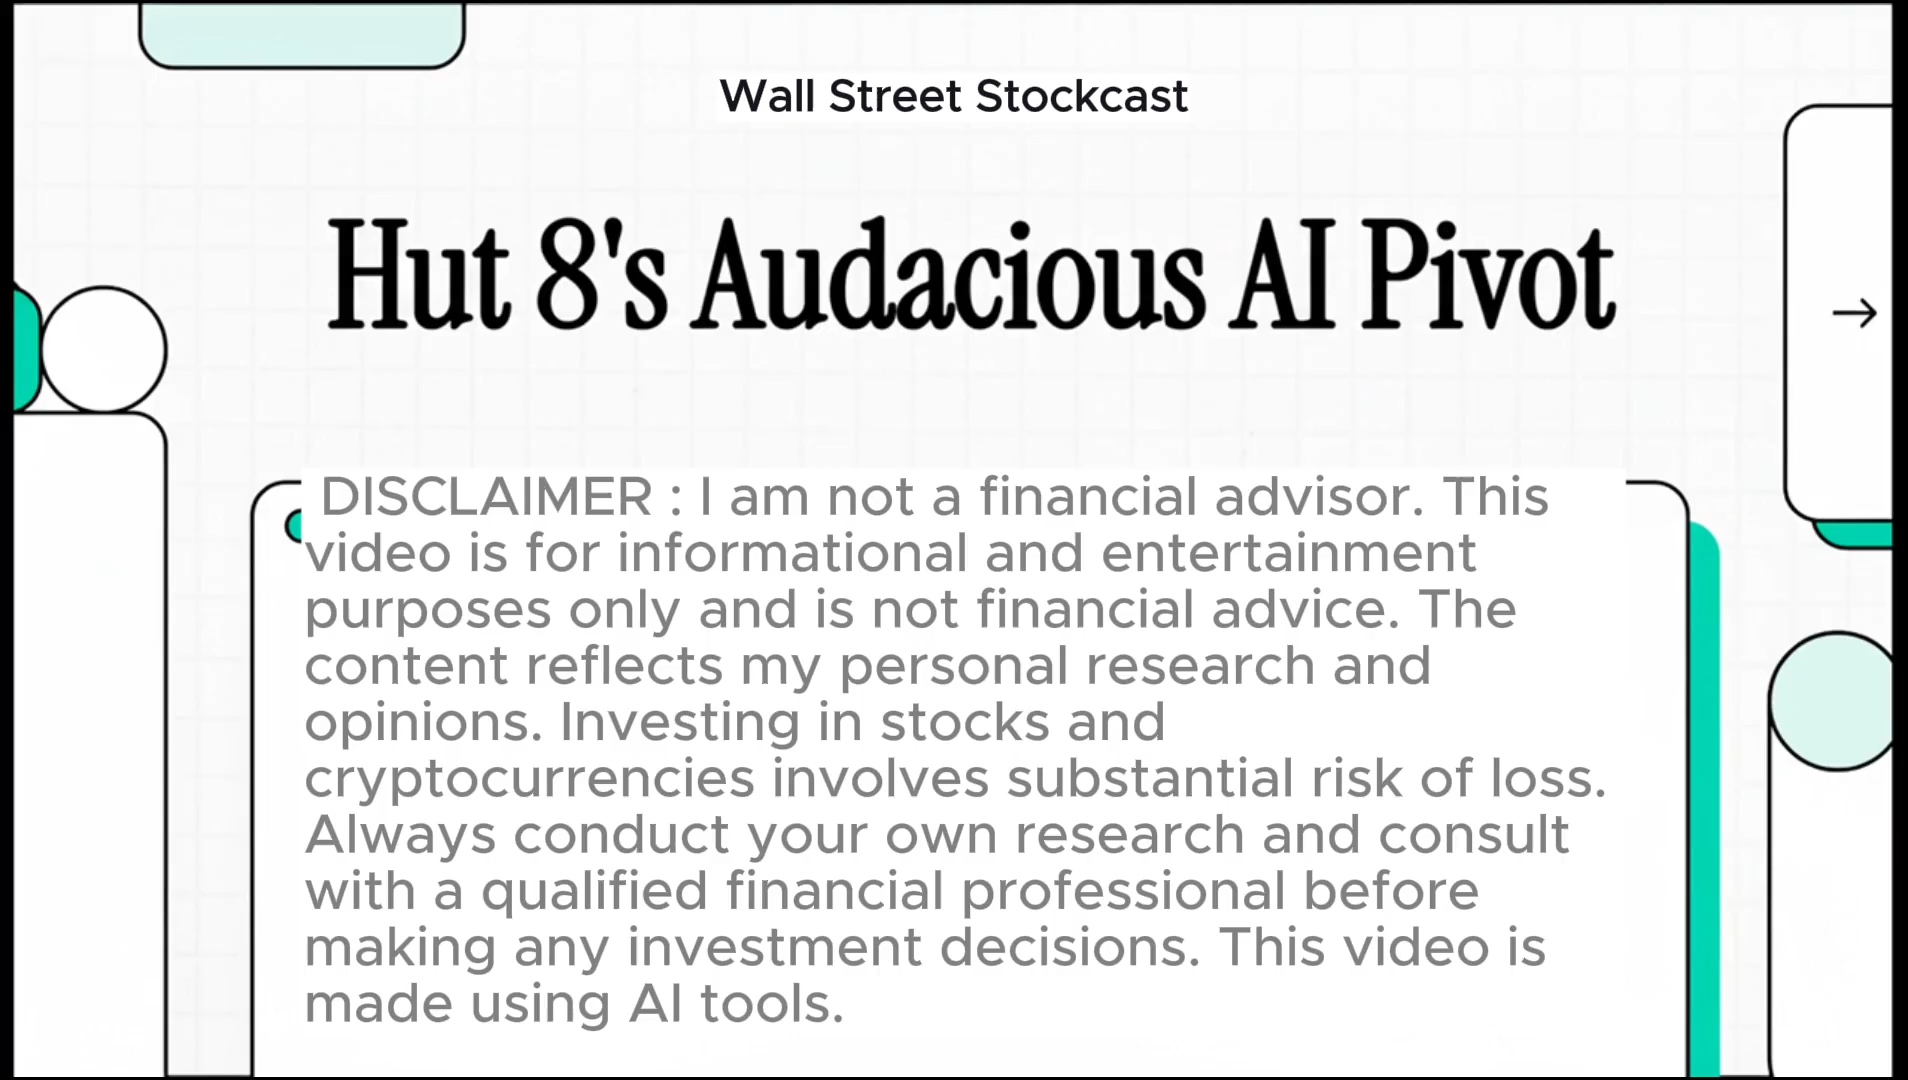 Wall Street Stockcast
Hut 8's Audacious AI Pivot
DISCLAIMER : I am not a financial advisor. This
video is for informational and entertainment
purposes only and is not financial advice. The
content reflects my personal research and
opinions. Investing in stocks and
cryptocurrencies involves substantial risk of loss.
Always conduct your own research and consult
with a qualified financial professional before
making any investment decisions. This video is
made using AI tools.